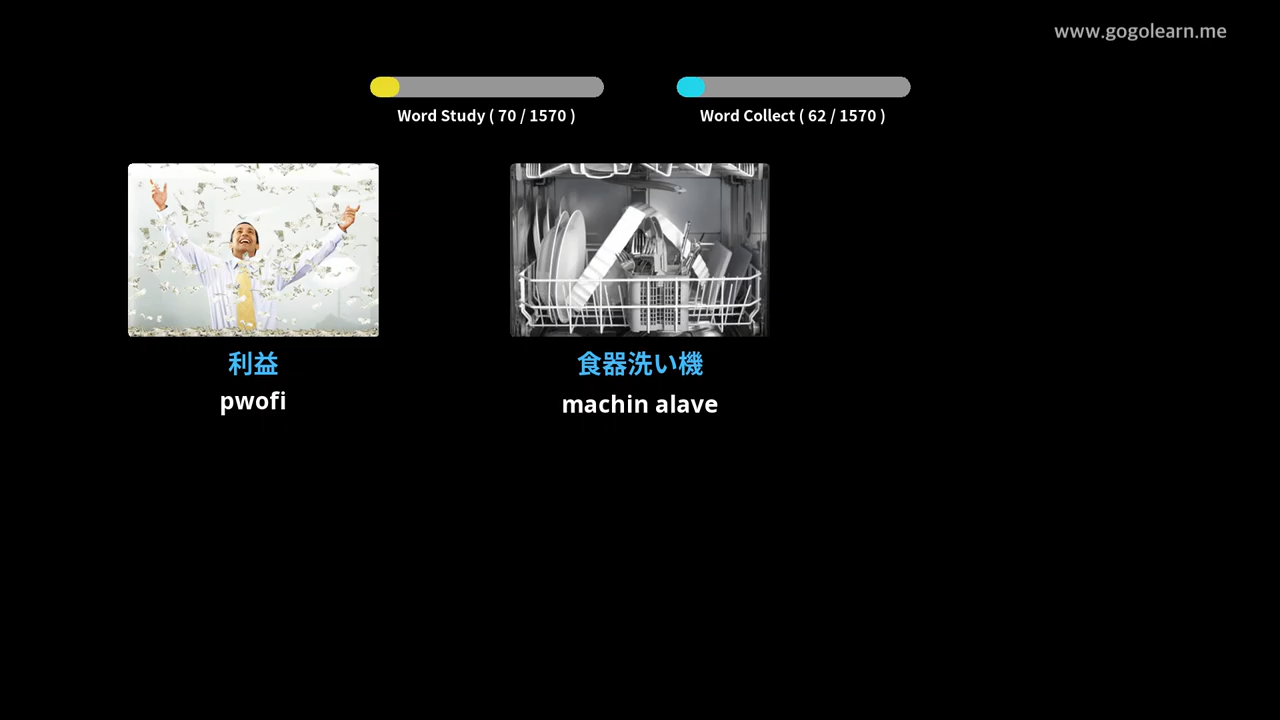 www.gogolearn.me
Word Study ( 70 / 1570 )
Word Collect ( 62 / 1570 )
利益
pwofi
食器洗い機
machin alave